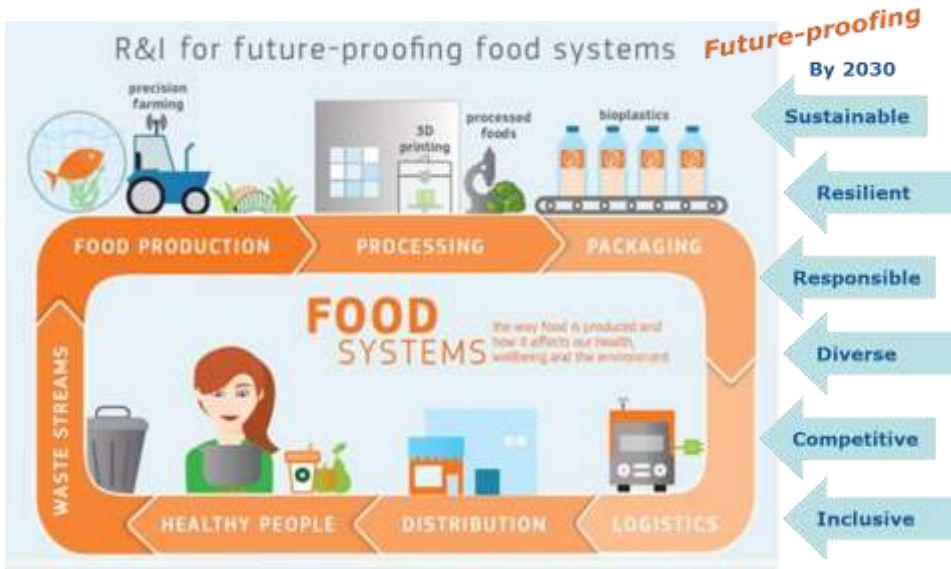 R&I for future-proofing food systems
Future-proofing
By 2030
precision
farming
3D
printing
processed
foods
bioplastics
Sustainable
Resilient
Responsible
Diverse
Competitive
Inclusive
FOOD PRODUCTION
PROCESSING
PACKAGING
FOOD
SYSTEMS
the way food is produced and
how it affects our health,
wellbeing and the environment
WASTE STREAMS
HEALTHY PEOPLE
DISTRIBUTION
LOGISTICS